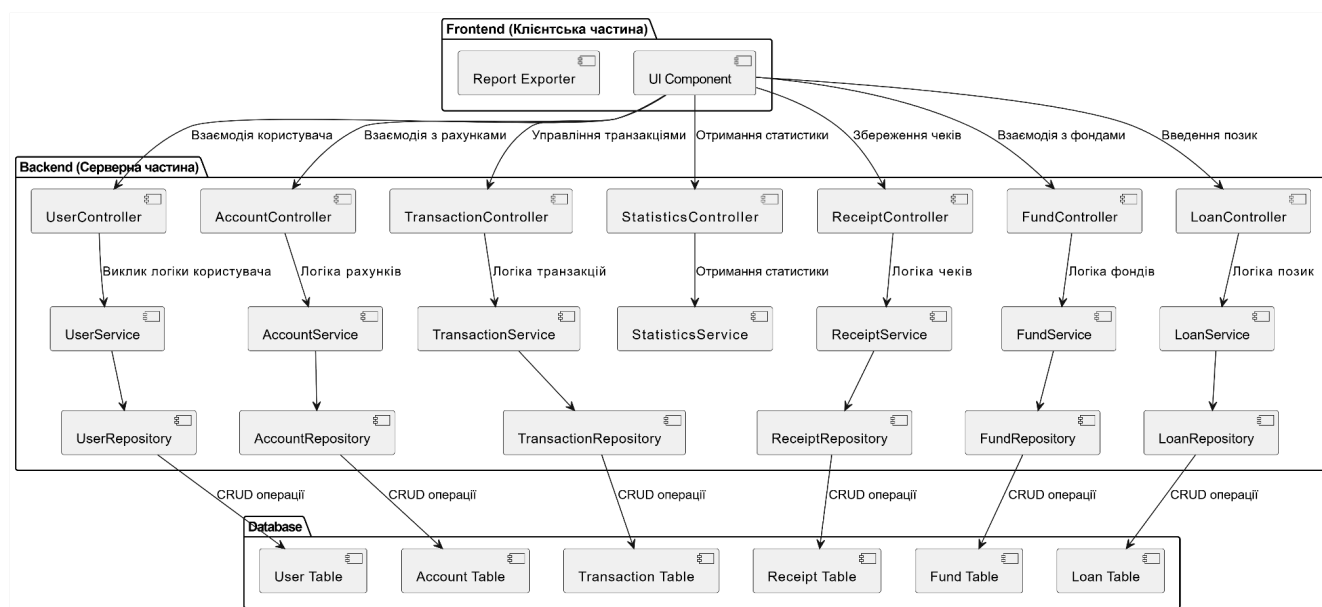 Frontend (Клієнтська частина)
Report Exporter
UI Component
Взаємодія користувача
Взаємодія з рахунками
Управління транзакціями
Отримання статистики
Збереження чеків
Взаємодія з фондами
Введення позик
Backend (Серверна частина)
UserController
AccountController
TransactionController
StatisticsController
ReceiptController
FundController
LoanController
Виклик логіки користувача
Логіка рахунків
Логіка транзакцій
Отримання статистики
Логіка чеків
Логіка фондів
Логіка позик
UserService
AccountService
TransactionService
StatisticsService
ReceiptService
FundService
LoanService
UserRepository
AccountRepository
TransactionRepository
ReceiptRepository
FundRepository
LoanRepository
CRUD операції
CRUD операції
CRUD операції
CRUD операції
CRUD операції
CRUD операції
Database
User Table
Account Table
Transaction Table
Receipt Table
Fund Table
Loan Table